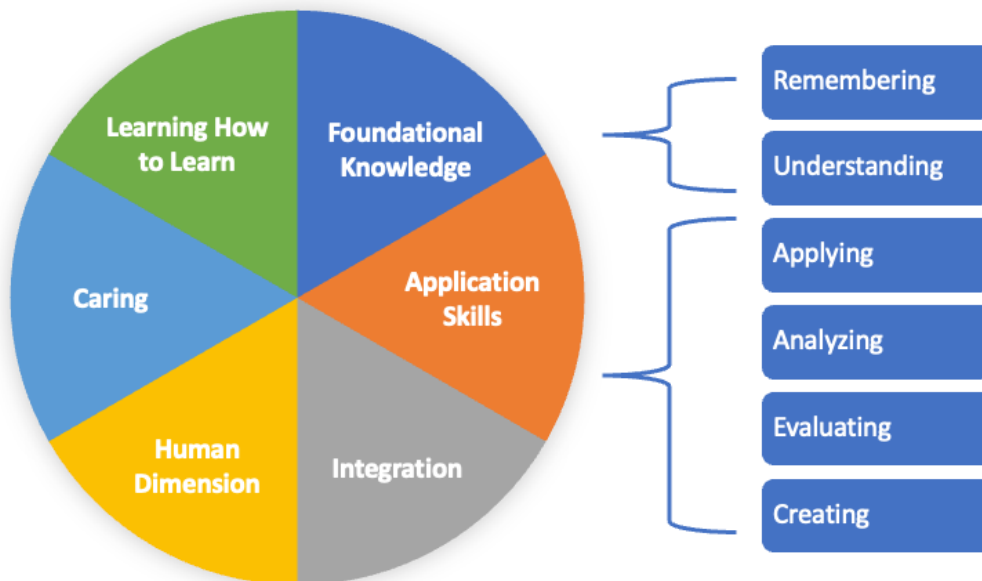 Learning How
to Learn
Foundational
Knowledge
Caring
Application
Skills
Human
Dimension
Integration
Remembering
Understanding
Applying
Analyzing
Evaluating
Creating